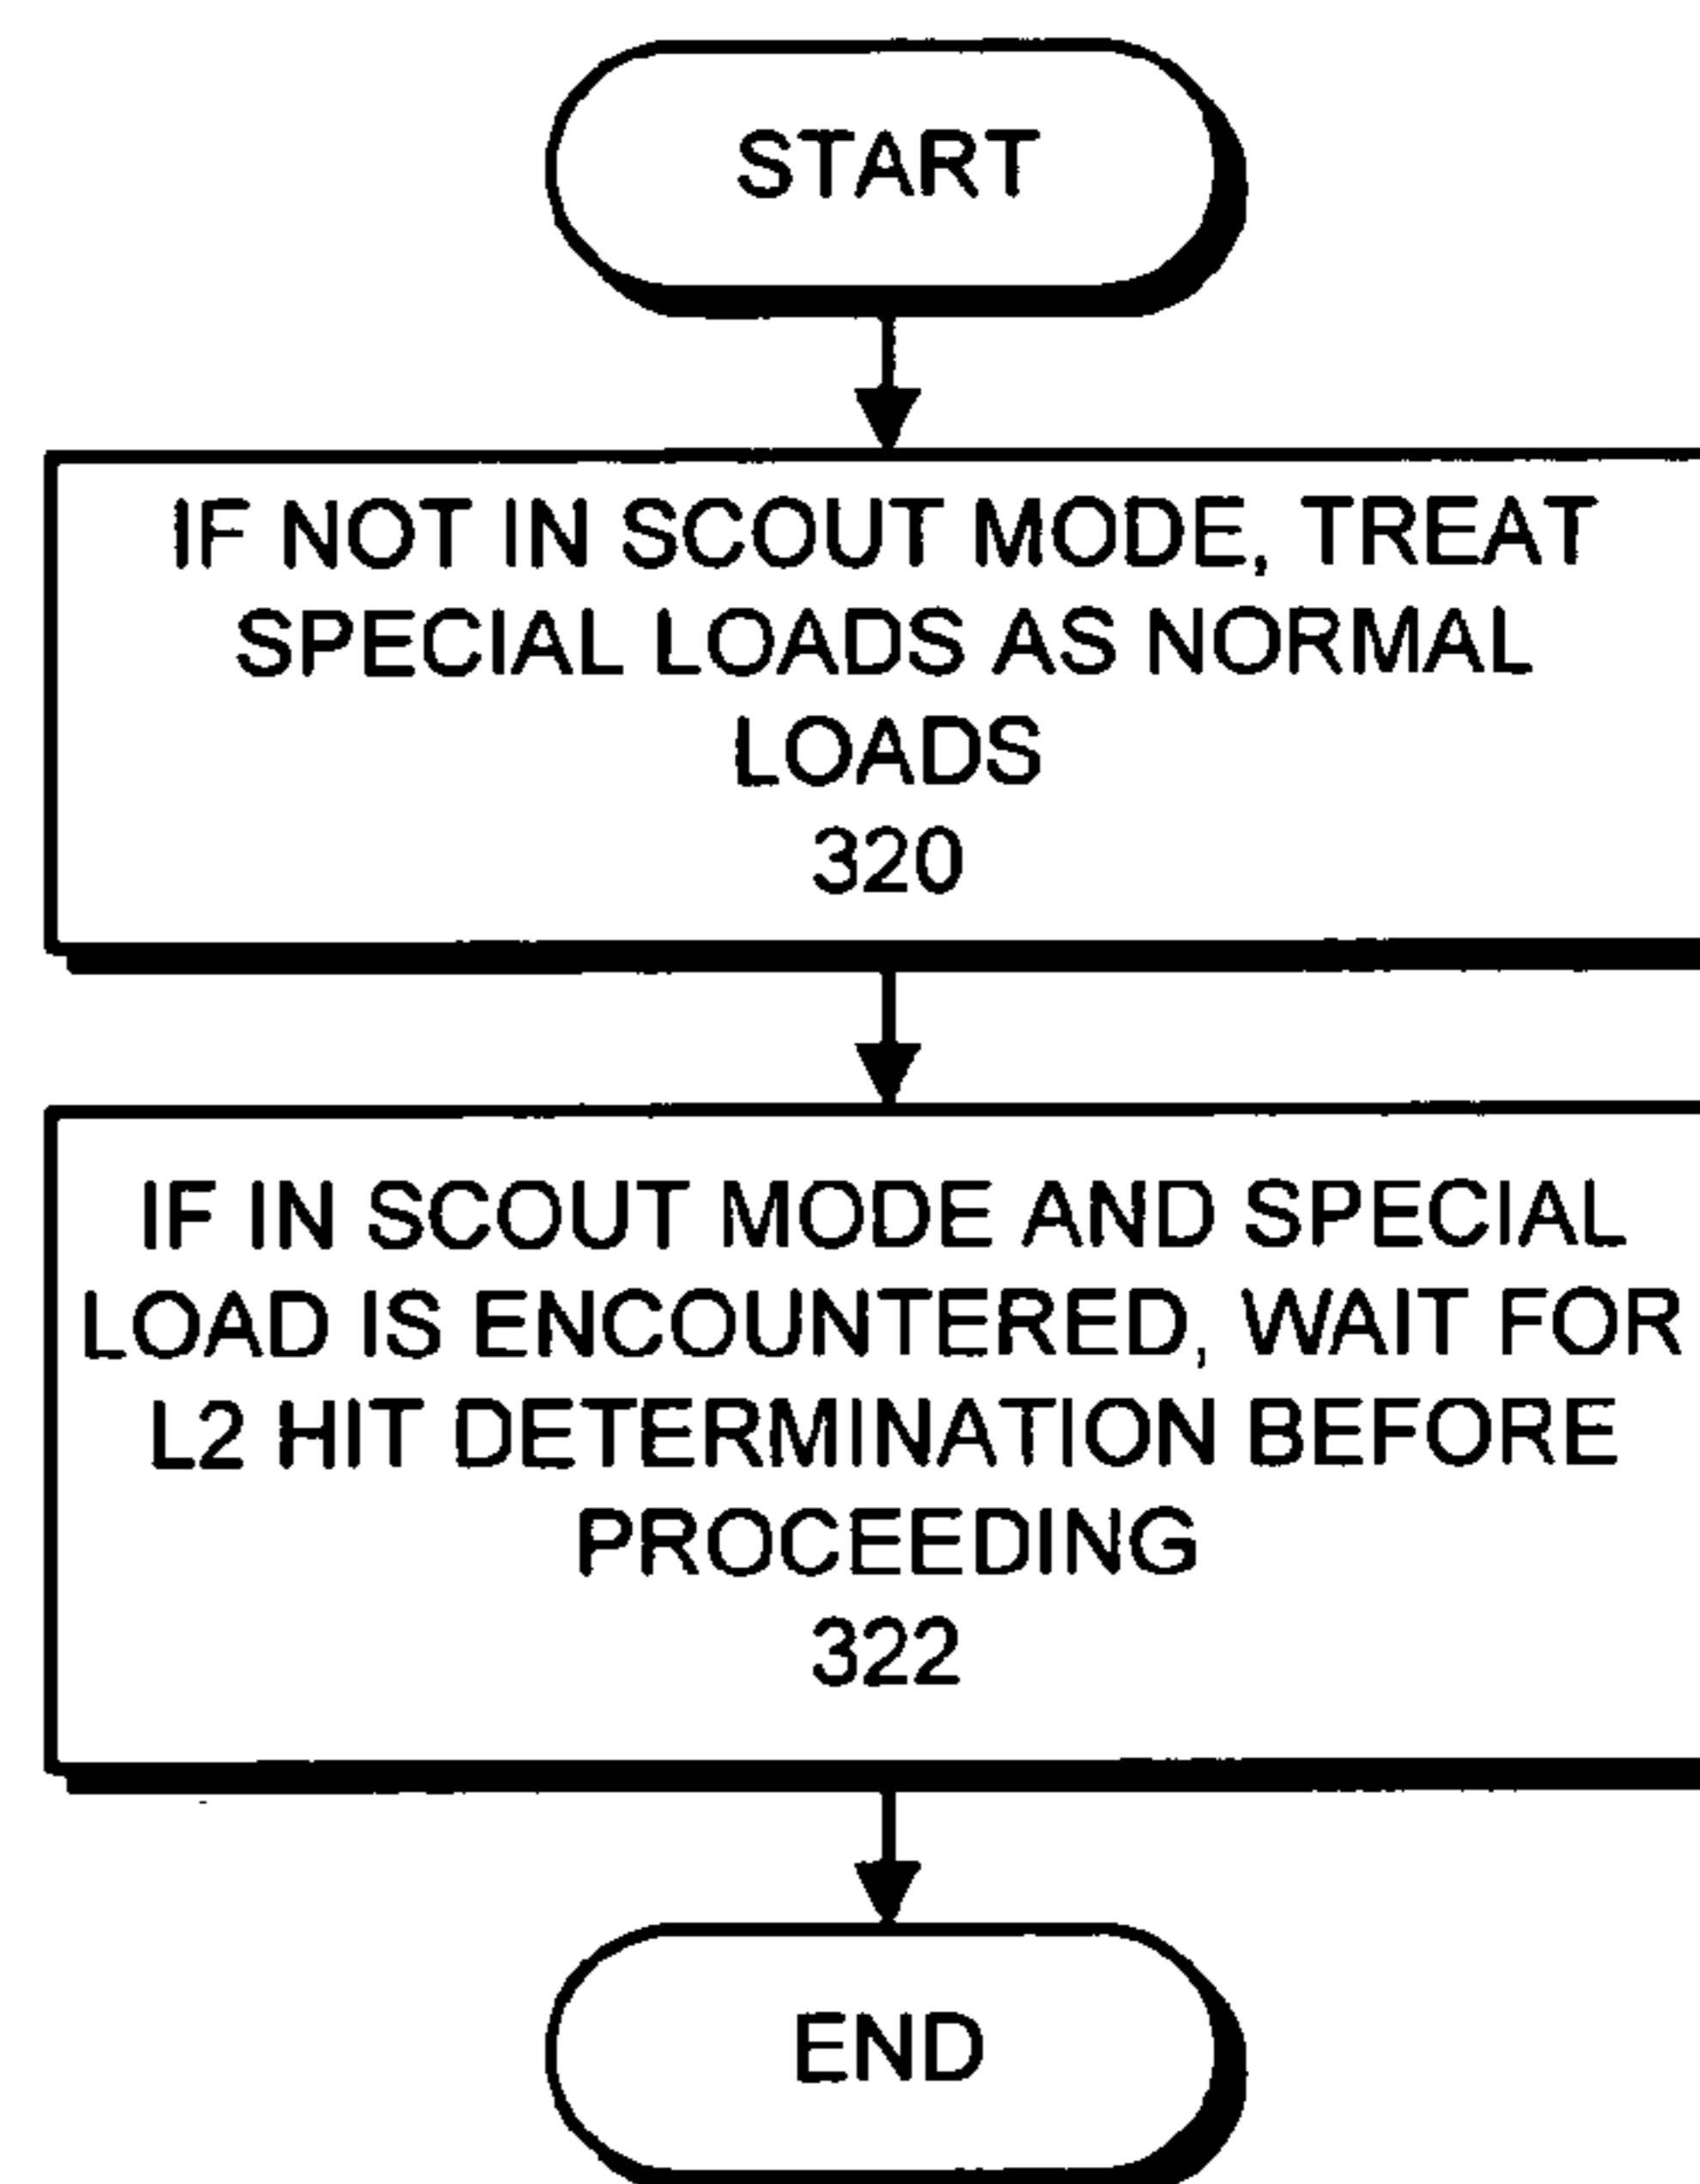 START
IF NOT IN SCOUT MODE, TREAT
SPECIAL LOADS AS NORMAL
LOADS
320
IF IN SCOUT MODE AND SPECIAL
LOAD IS ENCOUNTERED, WAIT FOR
L2 HIT DETERMINATION BEFORE
PROCEEDING
322
END